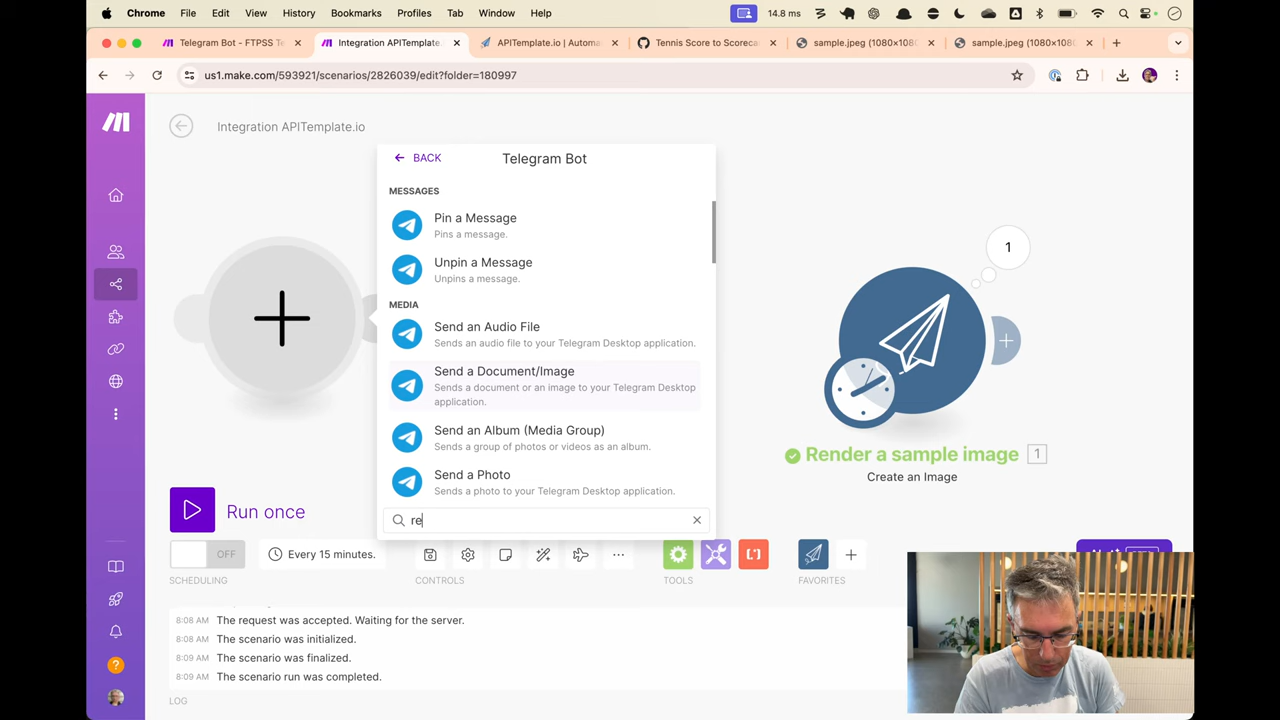 Chrome File Edit View History Bookmarks Profiles Tab Window Help 14.8 ms
Telegram Bot - FTPSS Te
Integration APITemplate.
APITemplate.io | Automa
Tennis Score to Scoreca
sample.jpeg (1080×108
sample.jpeg (1080×108
us1.make.com/593921/scenarios/2826039/edit?folder=180997
Integration APITemplate.io
BACK
Telegram Bot
MESSAGES
Pin a Message
Pins a message.
Unpin a Message
Unpins a message.
MEDIA
Send an Audio File
Sends an audio file to your Telegram Desktop application.
Send a Document/Image
Sends a document or an image to your Telegram Desktop
application.
Send an Album (Media Group)
Sends a group of photos or videos as an album.
Send a Photo
Sends a photo to your Telegram Desktop application.
re
1
Render a sample image 1
Create an Image
Run once
OFF
Every 15 minutes.
SCHEDULING
CONTROLS
TOOLS
FAVORITES
8:08 AM The request was accepted. Waiting for the server.
8:08 AM The scenario was initialized.
8:09 AM The scenario was finalized.
8:09 AM The scenario run was completed.
LOG